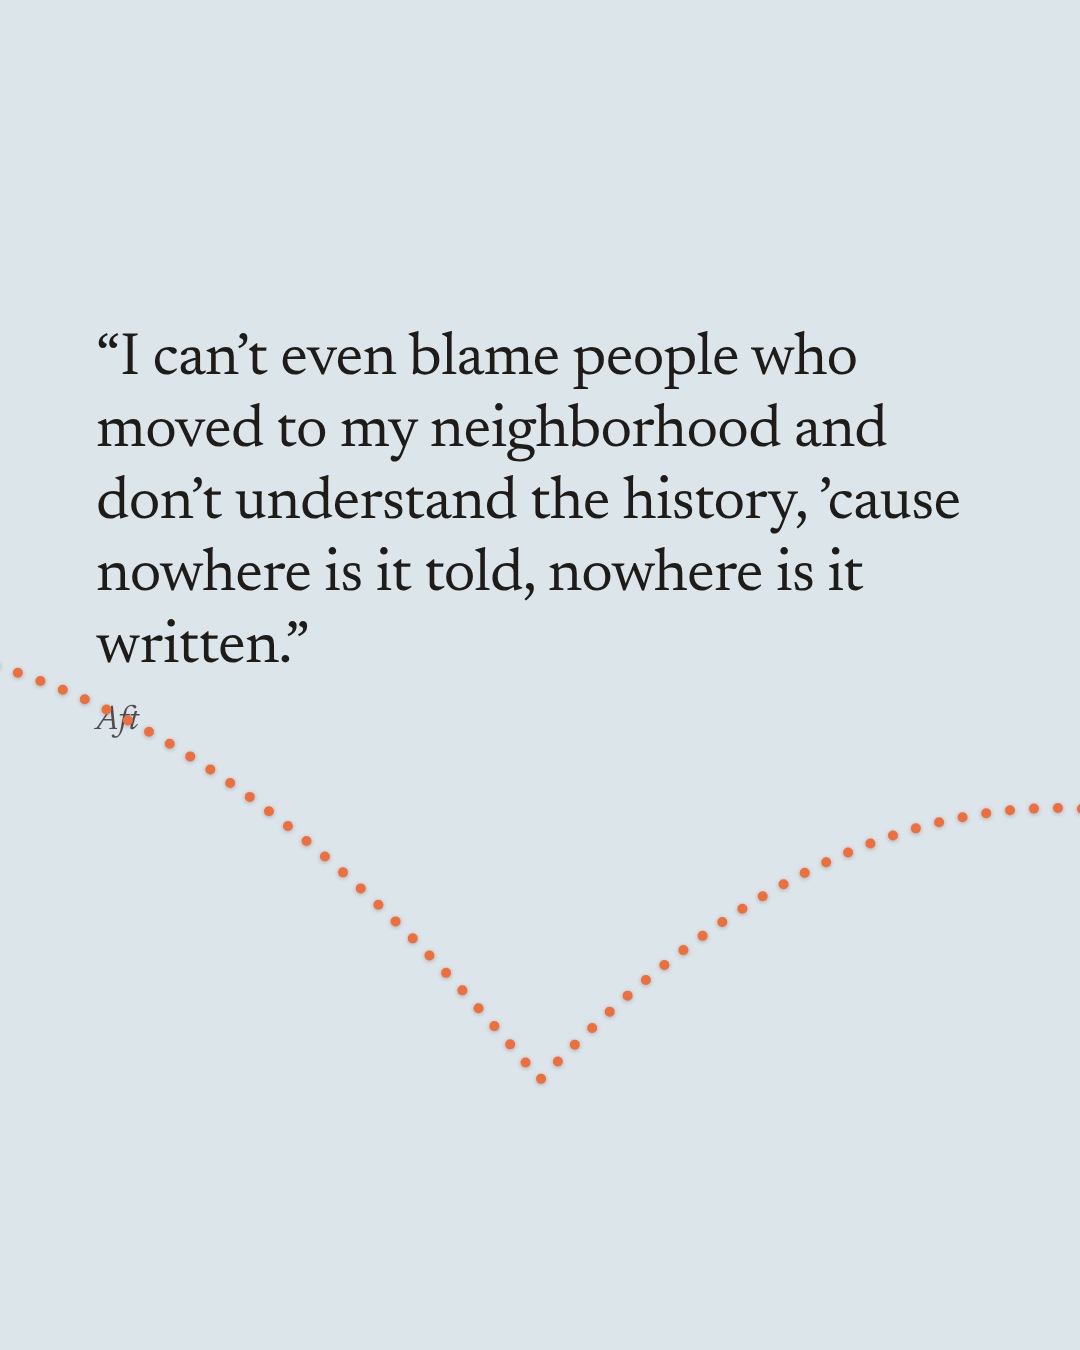 “I can’t even blame people who
moved to my neighborhood and
don’t understand the history, ’cause
nowhere is it told, nowhere is it
written.”
Aft